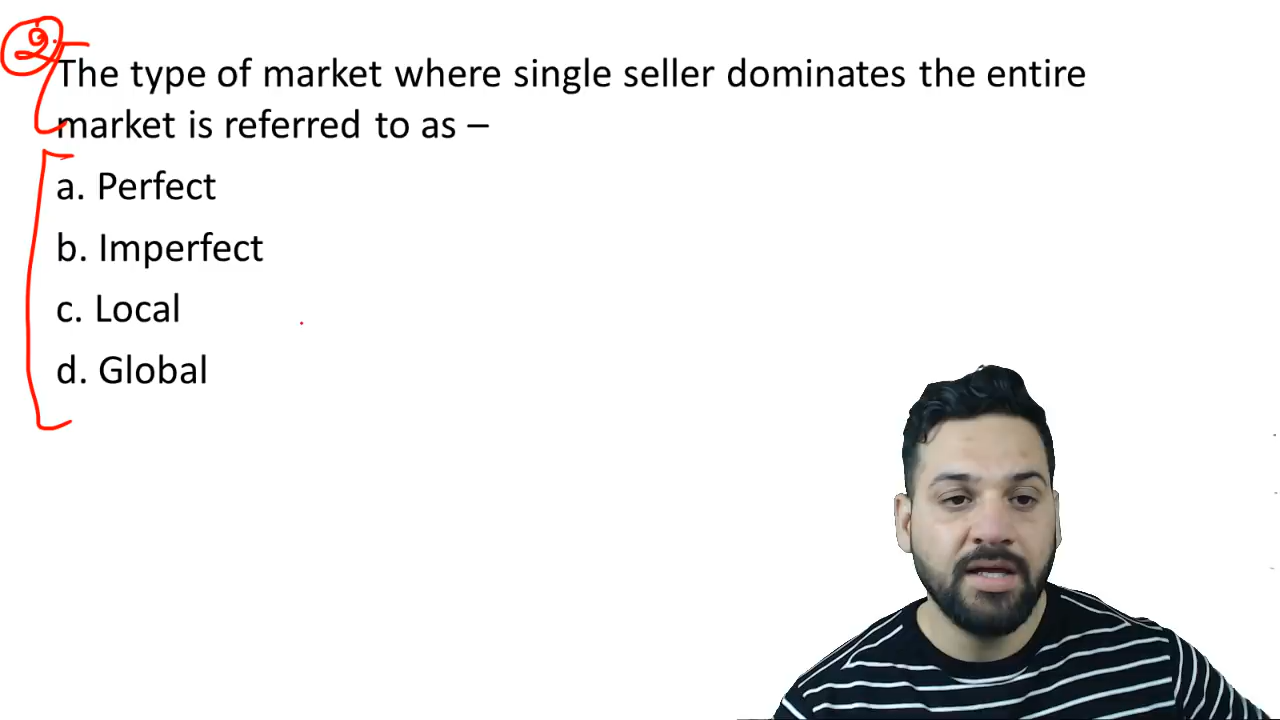 2.
The type of market where single seller dominates the entire
market is referred to as –
a. Perfect
b. Imperfect
c. Local
d. Global